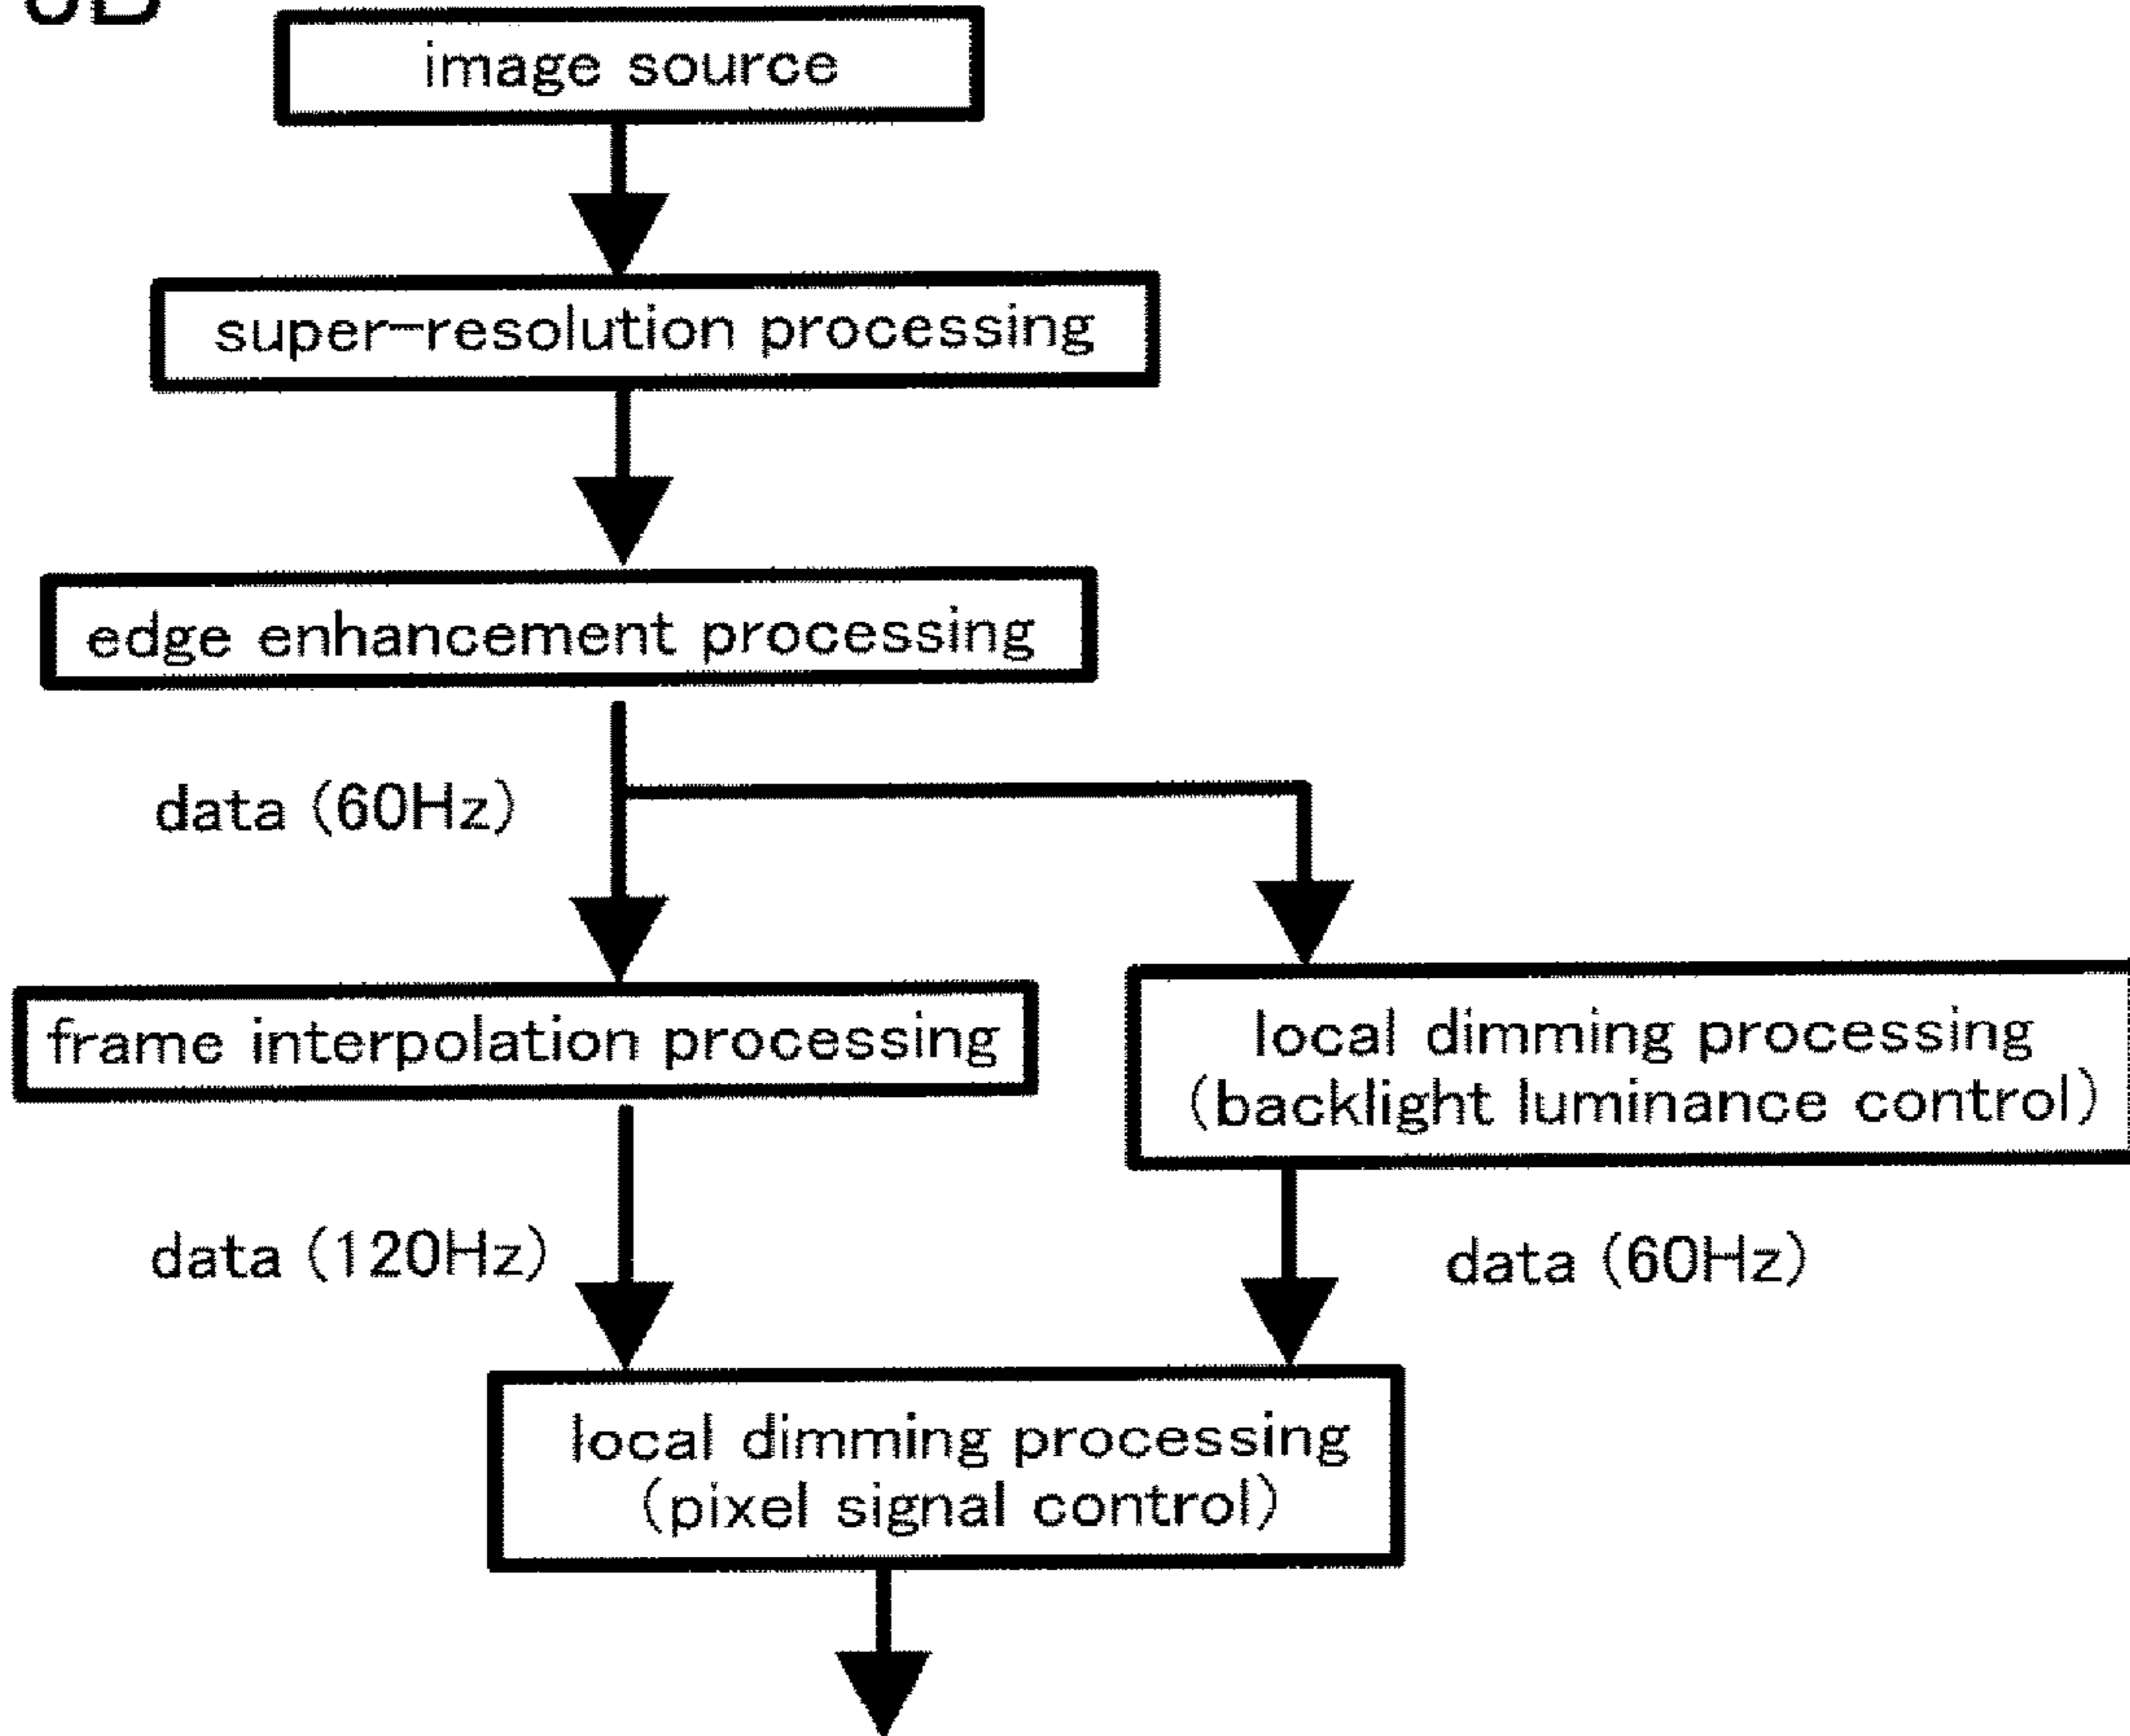 image source
super-resolution processing
edge enhancement processing
data (60Hz)
frame interpolation processing
local dimming processing
(backlight luminance control)
data (120Hz)
data (60Hz)
local dimming processing
(pixel signal control)